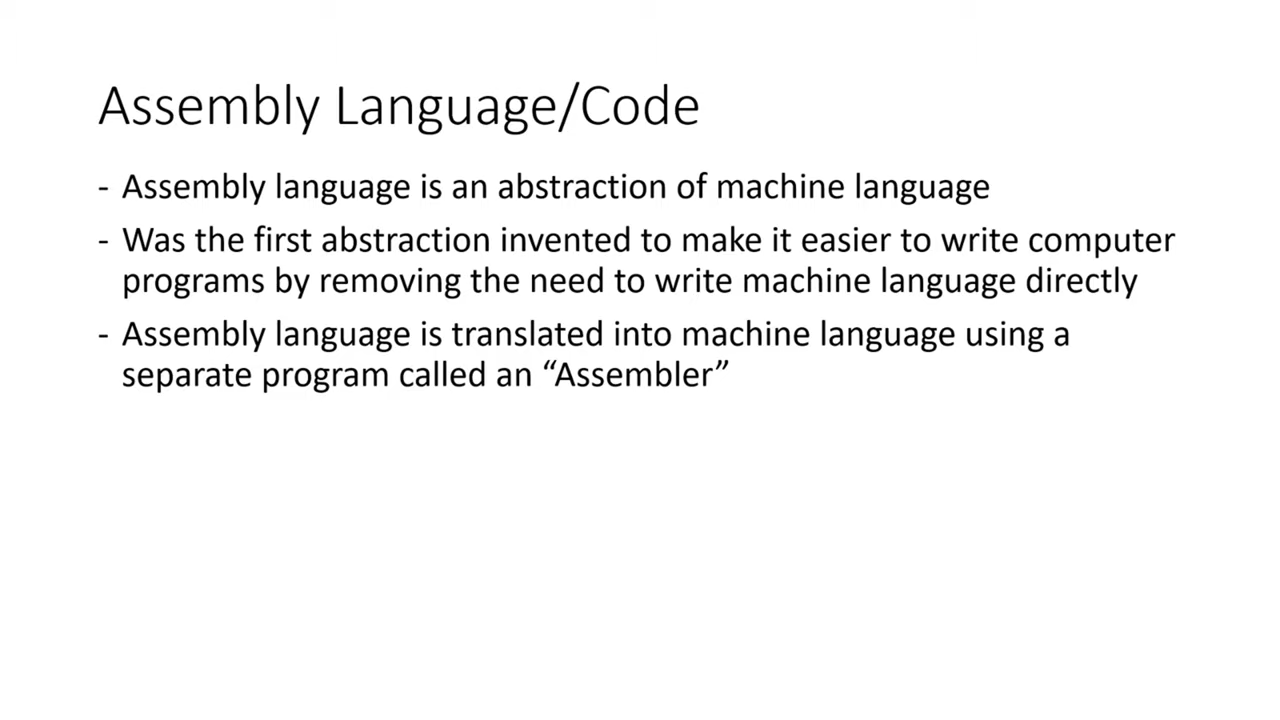 Assembly Language/Code
- Assembly language is an abstraction of machine language
- Was the first abstraction invented to make it easier to write computer
programs by removing the need to write machine language directly
- Assembly language is translated into machine language using a
separate program called an “Assembler”